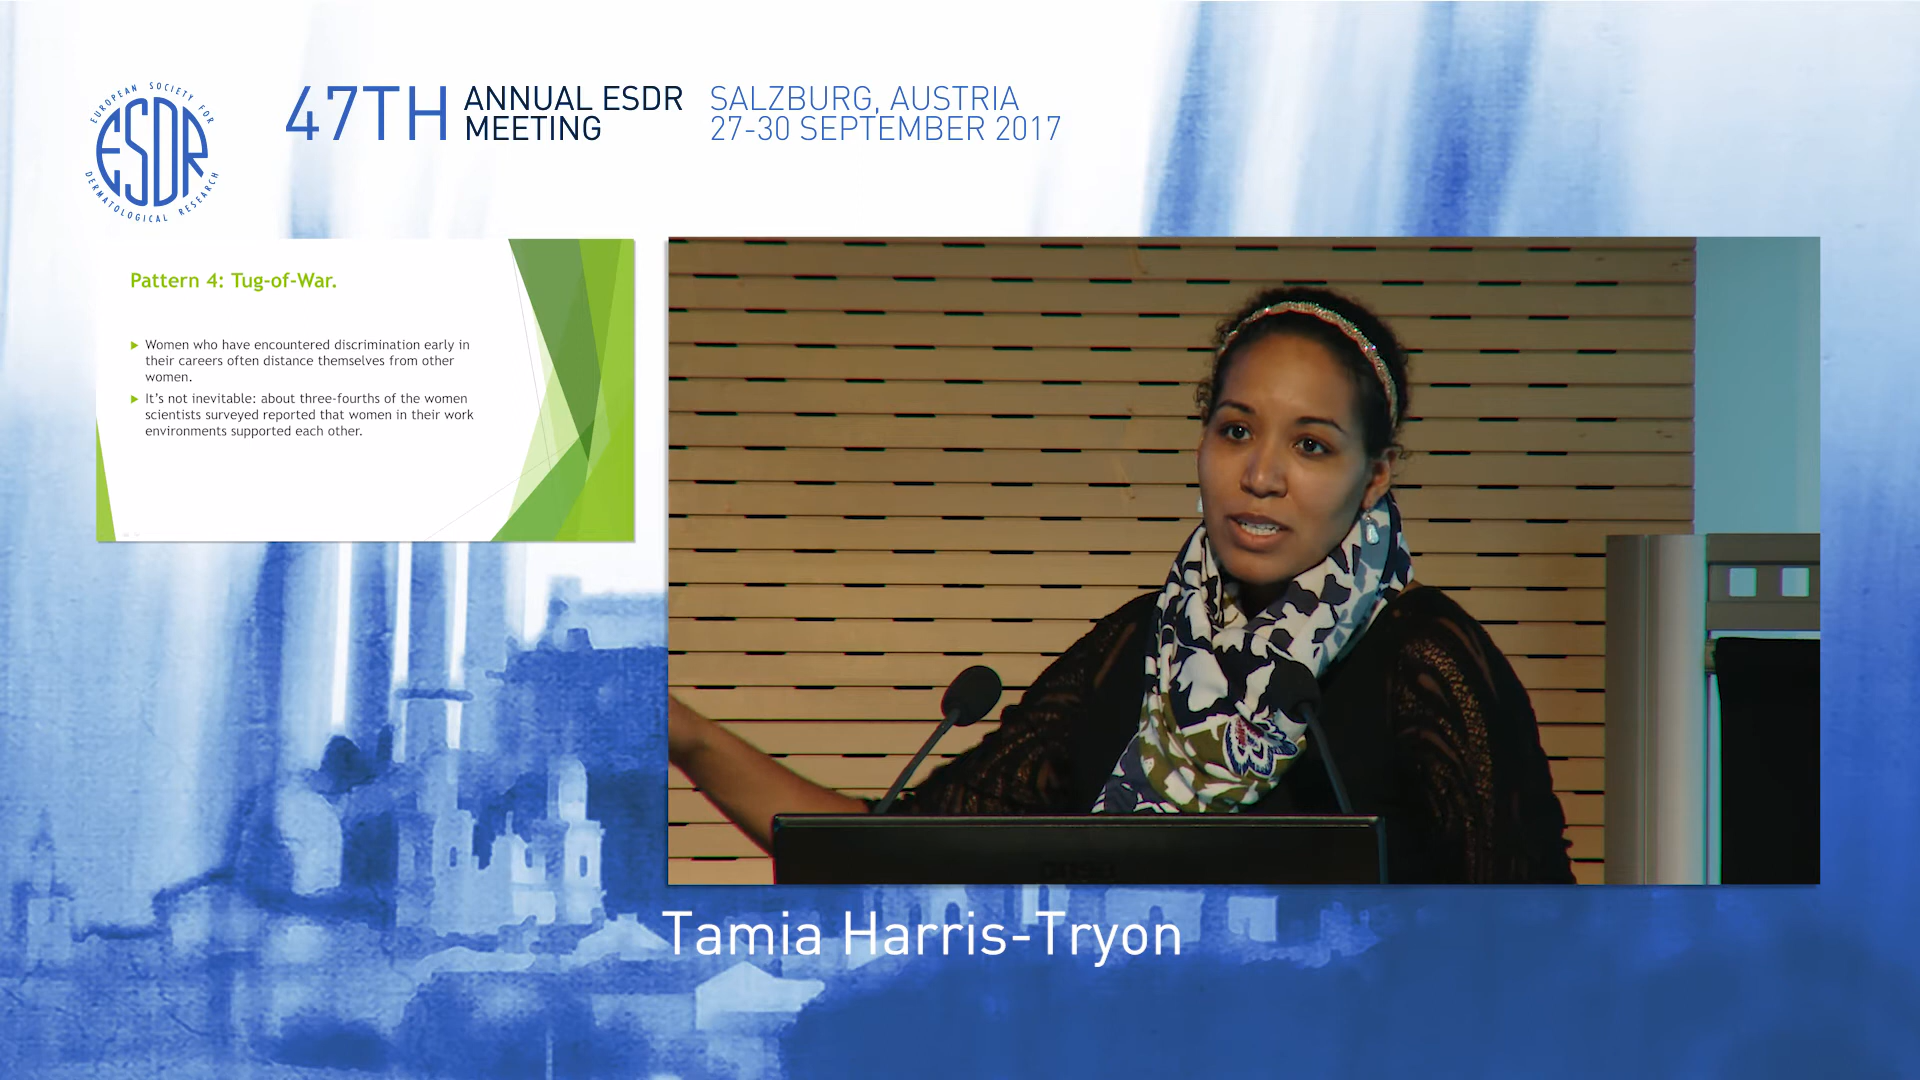 EUROPEAN SOCIETY FOR
ESDR
DERMATOLOGICAL RESEARCH
47TH
ANNUAL ESDR
MEETING
SALZBURG, AUSTRIA
27-30 SEPTEMBER 2017
Pattern 4: Tug-of-War.
Women who have encountered discrimination early in
their careers often distance themselves from other
women.
It's not inevitable: about three-fourths of the women
scientists surveyed reported that women in their work
environments supported each other.
Tamia Harris-Tryon